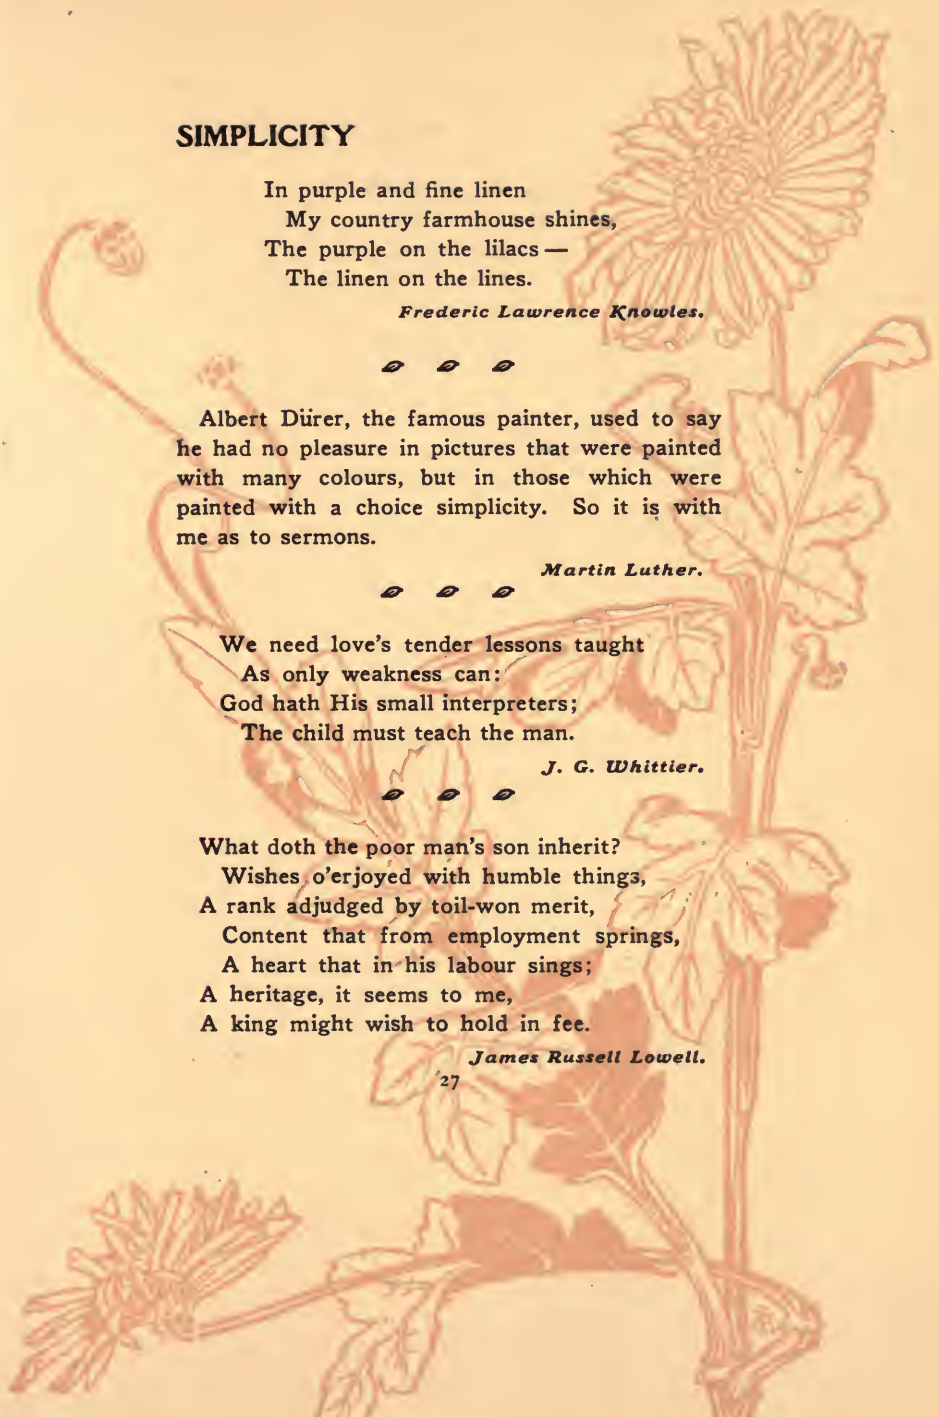 SIMPLICITY
In purple and fine linen
My country farmhouse shines,
The purple on the lilacs —
The linen on the lines.
Frederic Lawrence Knowles.
Albert Dürer, the famous painter, used to say
he had no pleasure in pictures that were painted
with many colours, but in those which were
painted with a choice simplicity. So it is with
me as to sermons.
Martin Luther.
We need love's tender lessons taught
As only weakness can:
God hath His small interpreters;
The child must teach the man.
J. G. Whittier.
What doth the poor man's son inherit?
Wishes o'erjoyed with humble things,
A rank adjudged by toil-won merit,
Content that from employment springs,
A heart that in his labour sings;
A heritage, it seems to me,
A king might wish to hold in fee.
James Russell Lowell.
27